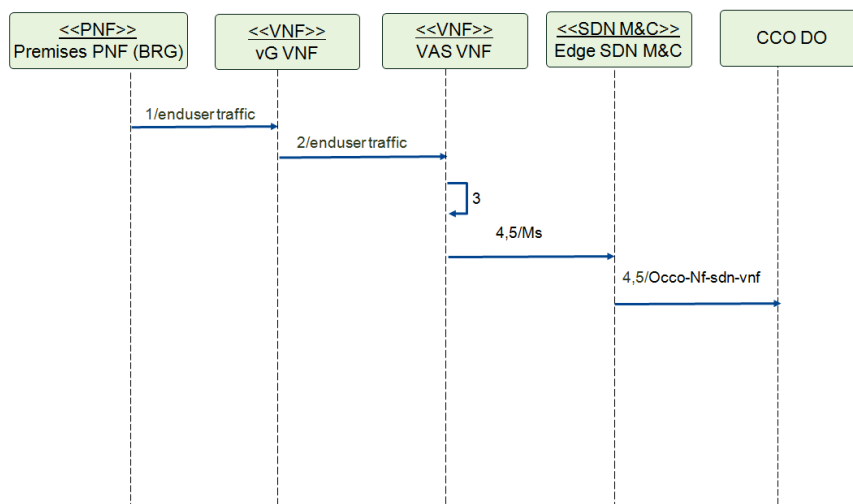 <<PNF>>
Premises PNF (BRG)
<<VNF>>
vG VNF
<<VNF>>
VAS VNF
<<SDN M&C>>
Edge SDN M&C
CCO DO
1/enduser traffic
2/enduser traffic
3
4,5/Ms
4,5/Occo-Nf-sdn-vnf